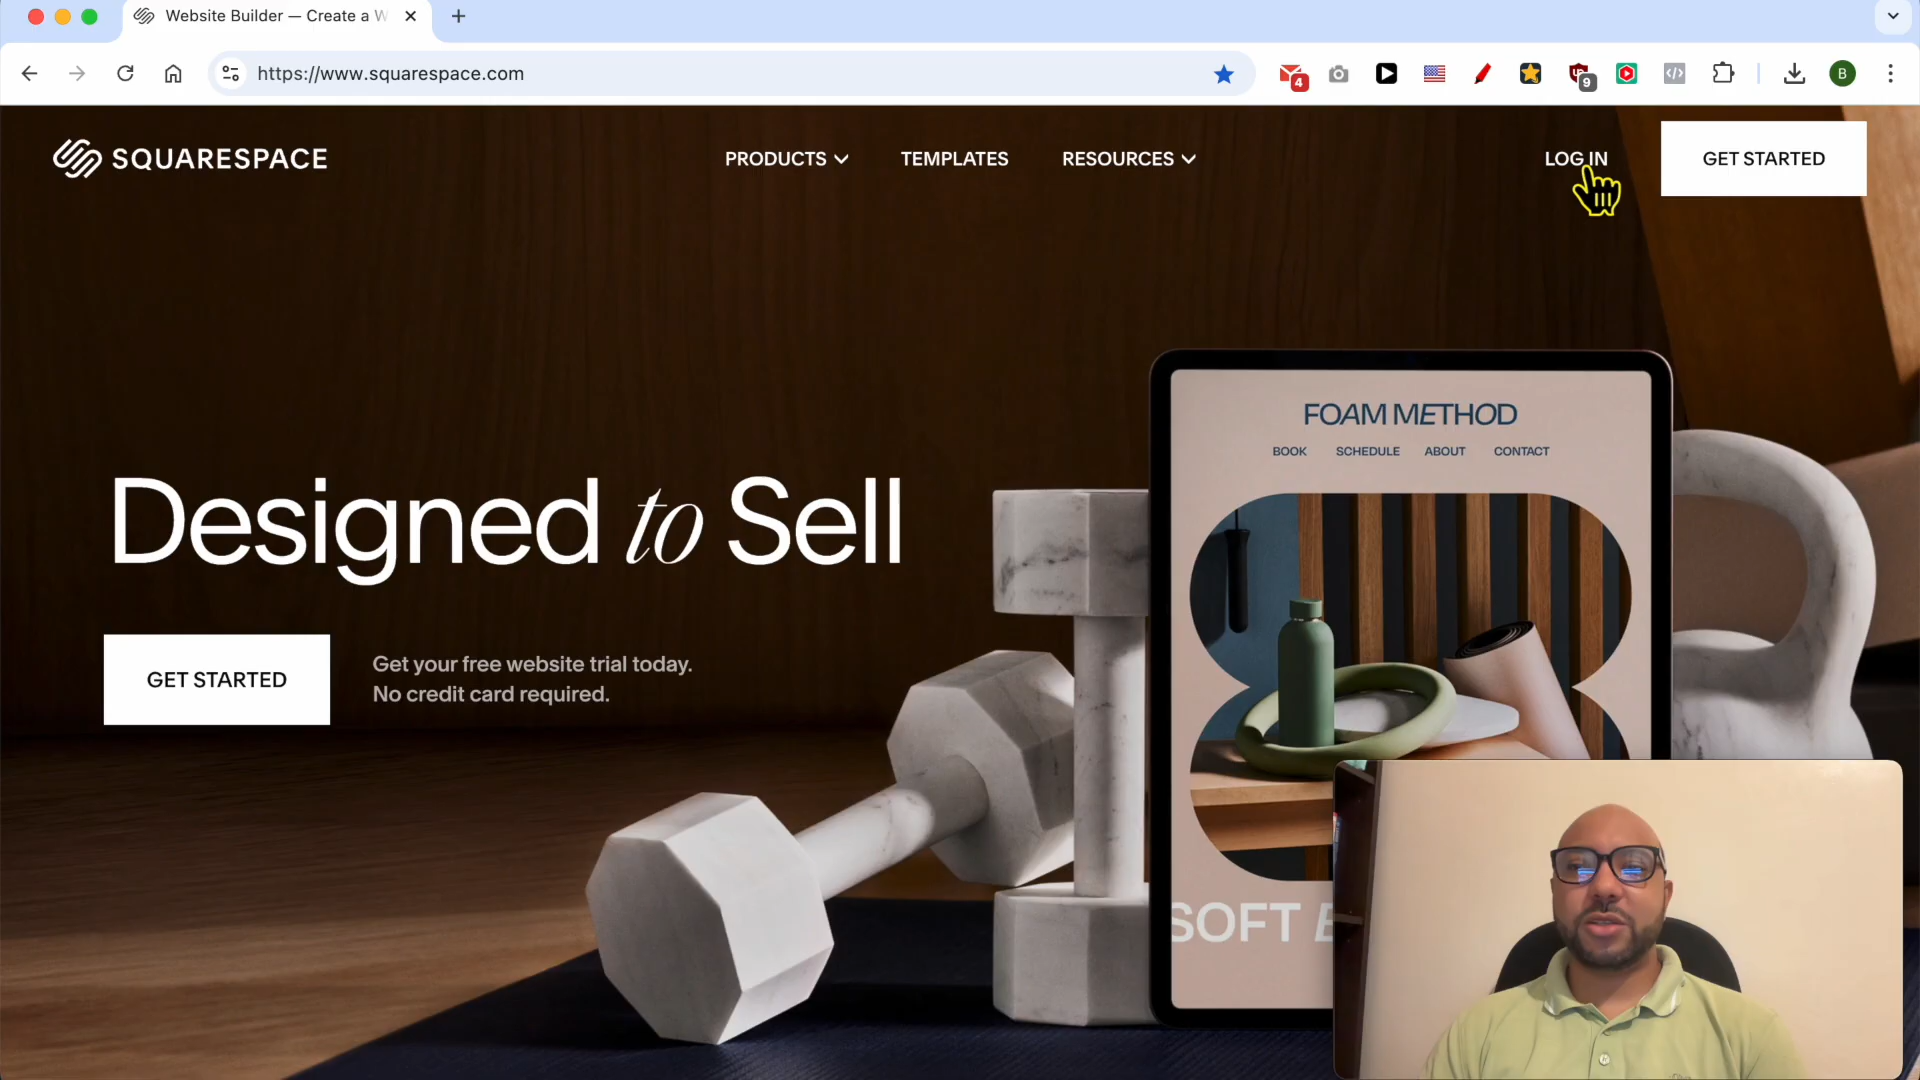 Website Builder — Create a W
https://www.squarespace.com
4
9
B
SQUARESPACE
PRODUCTS
TEMPLATES
RESOURCES
LOG IN
GET STARTED
FOAM METHOD
BOOK SCHEDULE ABOUT CONTACT
Designed to Sell
GET STARTED
Get your free website trial today.
No credit card required.
SOFT